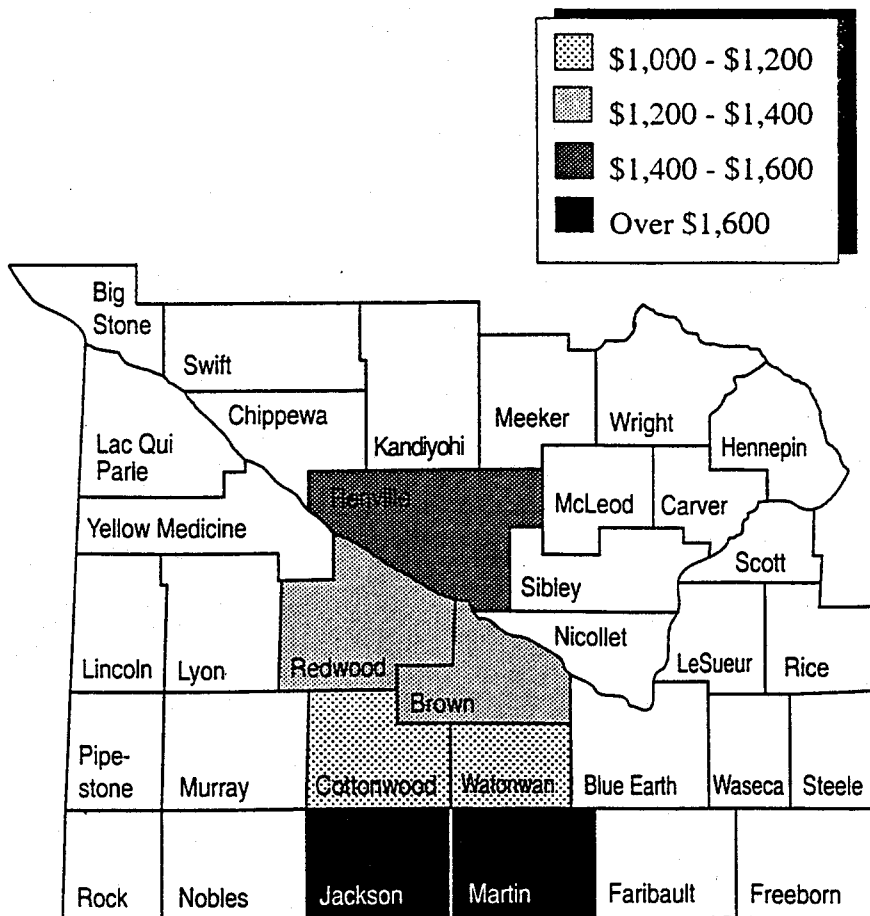 $1,000 - $1,200
$1,200 - $1,400
$1,400 - $1,600
Over $1,600
Big
Stone
Swift
Chippewa
Kandiyohi
Meeker
Wright
Hennepin
Lac Qui
Parle
Renville
McLeod
Carver
Yellow Medicine
Scott
Sibley
Nicollet
Lincoln
Lyon
Redwood
LeSueur
Rice
Brown
Pipe-
stone
Murray
Cottonwood
Watonwan
Blue Earth
Waseca
Steele
Rock
Nobles
Jackson
Martin
Faribault
Freeborn